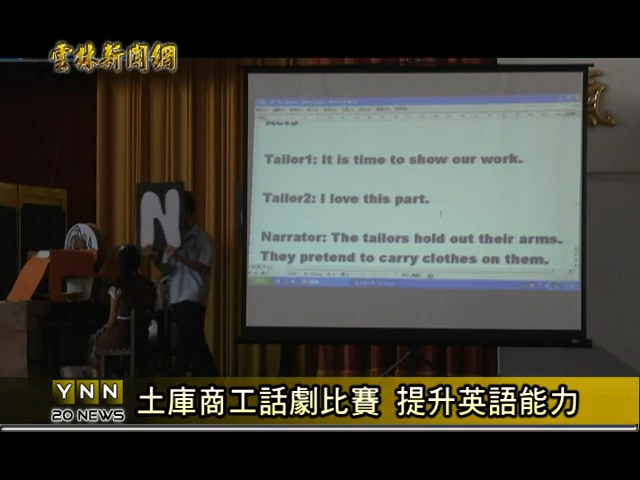 雲林新聞網
Tailor1: It is time to show our work.
Tailor2: I love this part.
N
Narrator: The tailors hold out their arms.
They pretend to carry clothes on them.
YNN
20 NEWS
土庫商工話劇比賽 提升英語能力